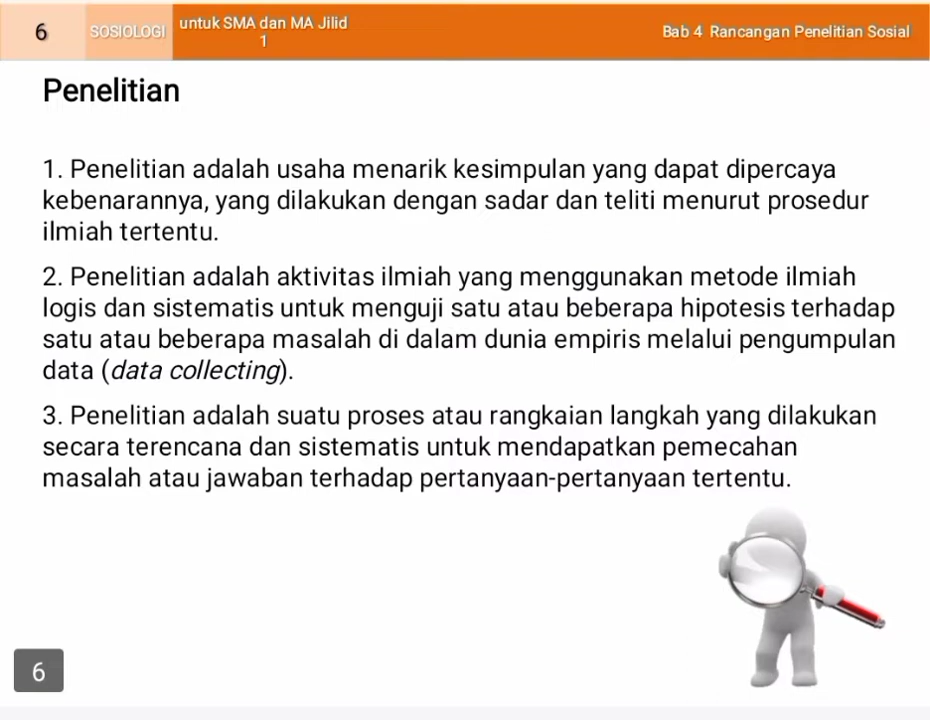 6
SOSIOLOGI
untuk SMA dan MA Jilid
1
Bab 4 Rancangan Penelitian Sosial
Penelitian
1. Penelitian adalah usaha menarik kesimpulan yang dapat dipercaya
kebenarannya, yang dilakukan dengan sadar dan teliti menurut prosedur
ilmiah tertentu.
2. Penelitian adalah aktivitas ilmiah yang menggunakan metode ilmiah
logis dan sistematis untuk menguji satu atau beberapa hipotesis terhadap
satu atau beberapa masalah di dalam dunia empiris melalui pengumpulan
data (data collecting).
3. Penelitian adalah suatu proses atau rangkaian langkah yang dilakukan
secara terencana dan sistematis untuk mendapatkan pemecahan
masalah atau jawaban terhadap pertanyaan-pertanyaan tertentu.
6